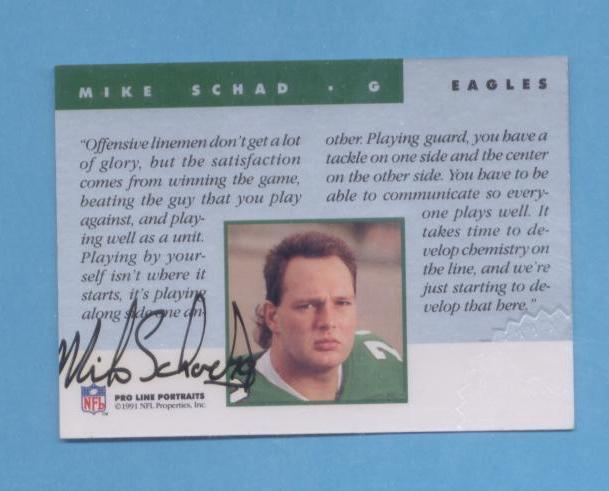 MIKE SCHAD • G
EAGLES
"Offensive linemen don't get a lot
of glory, but the satisfaction
comes from winning the game,
beating the guy that you play
against, and play-
ing well as a unit.
Playing by your-
self isn't where it
starts, it's playing
along side one an-
other. Playing guard, you have a
tackle on one side and the center
on the other side. You have to be
able to communicate so every-
one plays well. It
takes time to de-
velop chemistry on
the line, and we're
just starting to de-
velop that here."
Mike Schad
NFL
TM
PRO LINE PORTRAITS
©1991 NFL Properties, Inc.